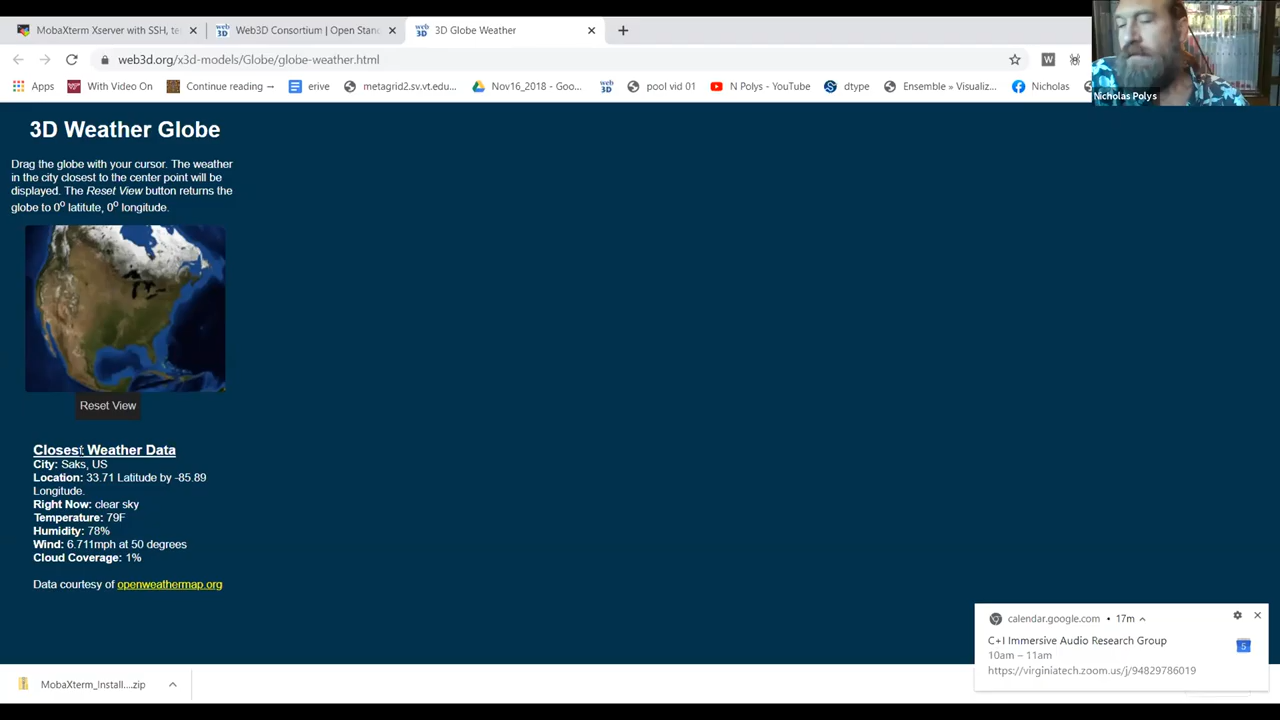 MobaXterm Xserver with SSH, te
Web3D Consortium | Open Stand
3D Globe Weather
web3d.org/x3d-models/Globe/globe-weather.html
Apps
With Video On
Continue reading →
erive
metagrid2.sv.vt.edu...
Nov16_2018 - Goo...
pool vid 01
N Polys - YouTube
dtype
Ensemble » Visualiz...
Nicholas
Nicholas Polys
3D Weather Globe
Drag the globe with your cursor. The weather
in the city closest to the center point will be
displayed. The Reset View button returns the
globe to 0º latitute, 0º longitude.
Reset View
Closest Weather Data
City: Saks, US
Location: 33.71 Latitude by -85.89
Longitude.
Right Now: clear sky
Temperature: 79F
Humidity: 78%
Wind: 6.711mph at 50 degrees
Cloud Coverage: 1%
Data courtesy of openweathermap.org
calendar.google.com • 17m
C+I Immersive Audio Research Group
10am – 11am
https://virginiatech.zoom.us/j/94829786019
5
MobaXterm_Install....zip